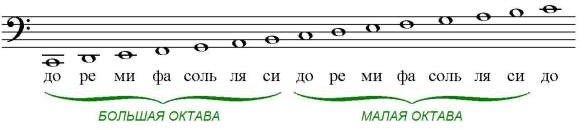 до ре ми фа соль ля си до ре ми фа соль ля си до
БОЛЬШАЯ ОКТАВА МАЛАЯ ОКТАВА